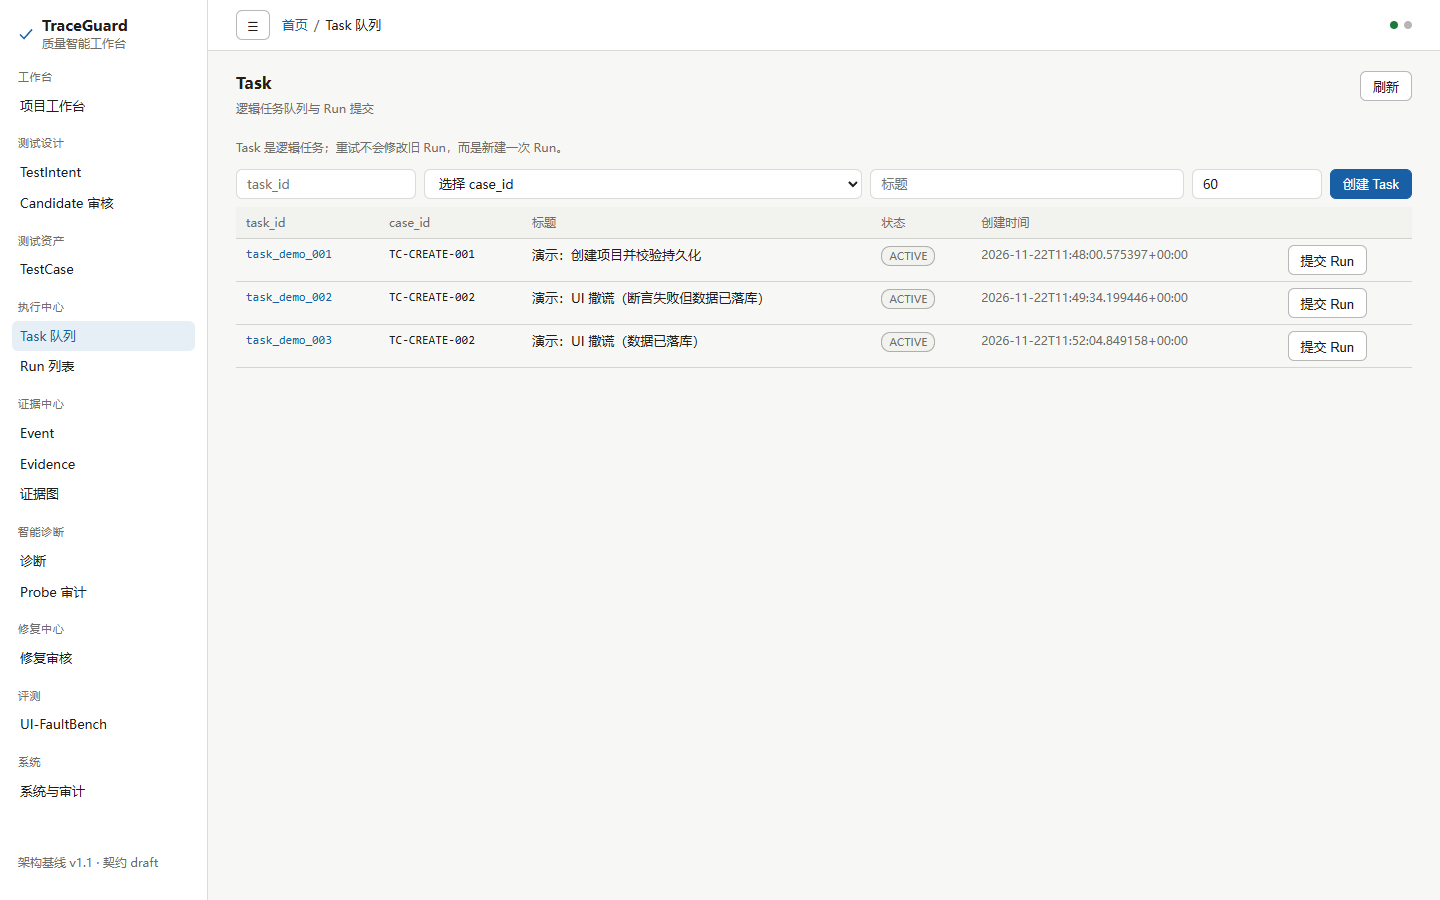 TraceGuard
质量智能工作台
工作台
项目工作台
测试设计
TestIntent
Candidate 审核
测试资产
TestCase
执行中心
Task 队列
Run 列表
证据中心
Event
Evidence
证据图
智能诊断
诊断
Probe 审计
修复中心
修复审核
评测
UI-FaultBench
系统
系统与审计
架构基线 v1.1 · 契约 draft
首页 / Task 队列
Task
逻辑任务队列与 Run 提交
刷新
Task 是逻辑任务；重试不会修改旧 Run，而是新建一次 Run。
task_id 选择 case_id 标题 60 创建 Task
task_id case_id 标题 状态 创建时间
task_demo_001 TC-CREATE-001 演示：创建项目并校验持久化 ACTIVE 2026-11-22T11:48:00.575397+00:00 提交 Run
task_demo_002 TC-CREATE-002 演示：UI 撒谎（断言失败但数据已落库） ACTIVE 2026-11-22T11:49:34.199446+00:00 提交 Run
task_demo_003 TC-CREATE-002 演示：UI 撒谎（数据已落库） ACTIVE 2026-11-22T11:52:04.849158+00:00 提交 Run